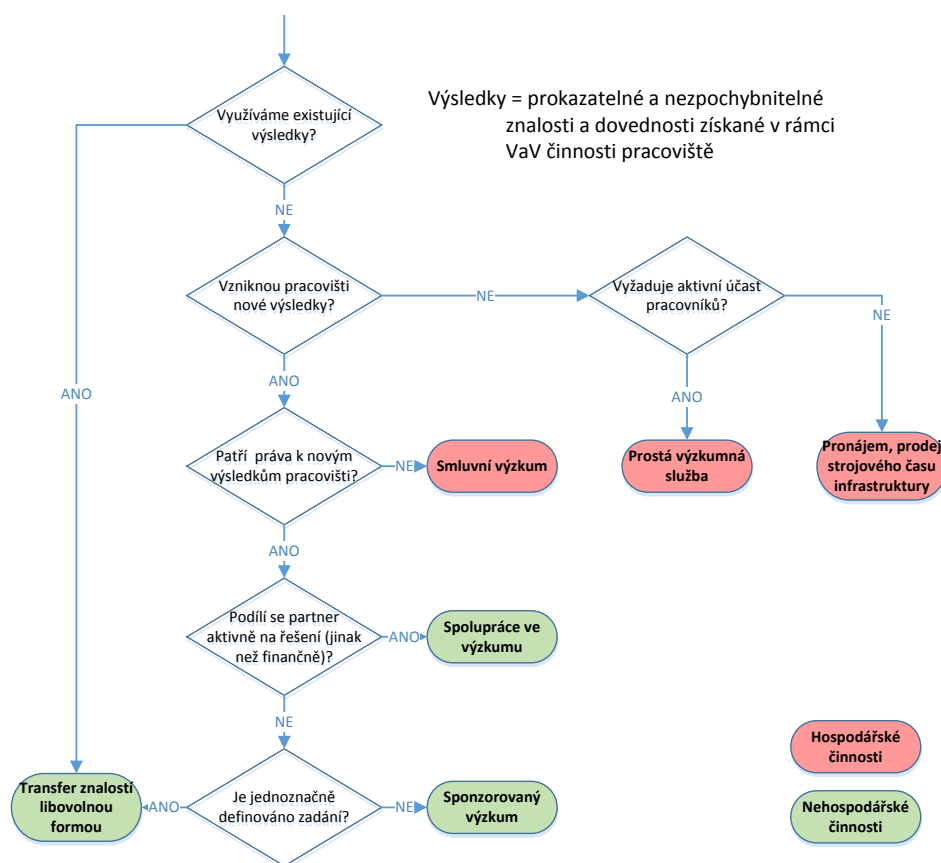 Výsledky = prokazatelné a nezpochybnitelné
znalosti a dovednosti získané v rámci
VaV činnosti pracoviště
Využíváme existující
výsledky?
NE
ANO
Vzniknou pracovišti
nové výsledky?
NE
Vyžaduje aktivní účast
pracovníků?
NE
ANO
ANO
Patří práva k novým
výsledkům pracovišti?
NE
Smluvní výzkum
Prostá výzkumná
služba
Pronájem, prodej
strojového času
infrastruktury
ANO
Podílí se partner
aktivně na řešení (jinak
než finančně)?
ANO
Spolupráce ve
výzkumu
NE
Je jednoznačně
definováno zadání?
ANO
Transfer znalostí
libovolnou
formou
NE
Sponzorovaný
výzkum
Hospodářské
činnosti
Nehospodářské
činnosti